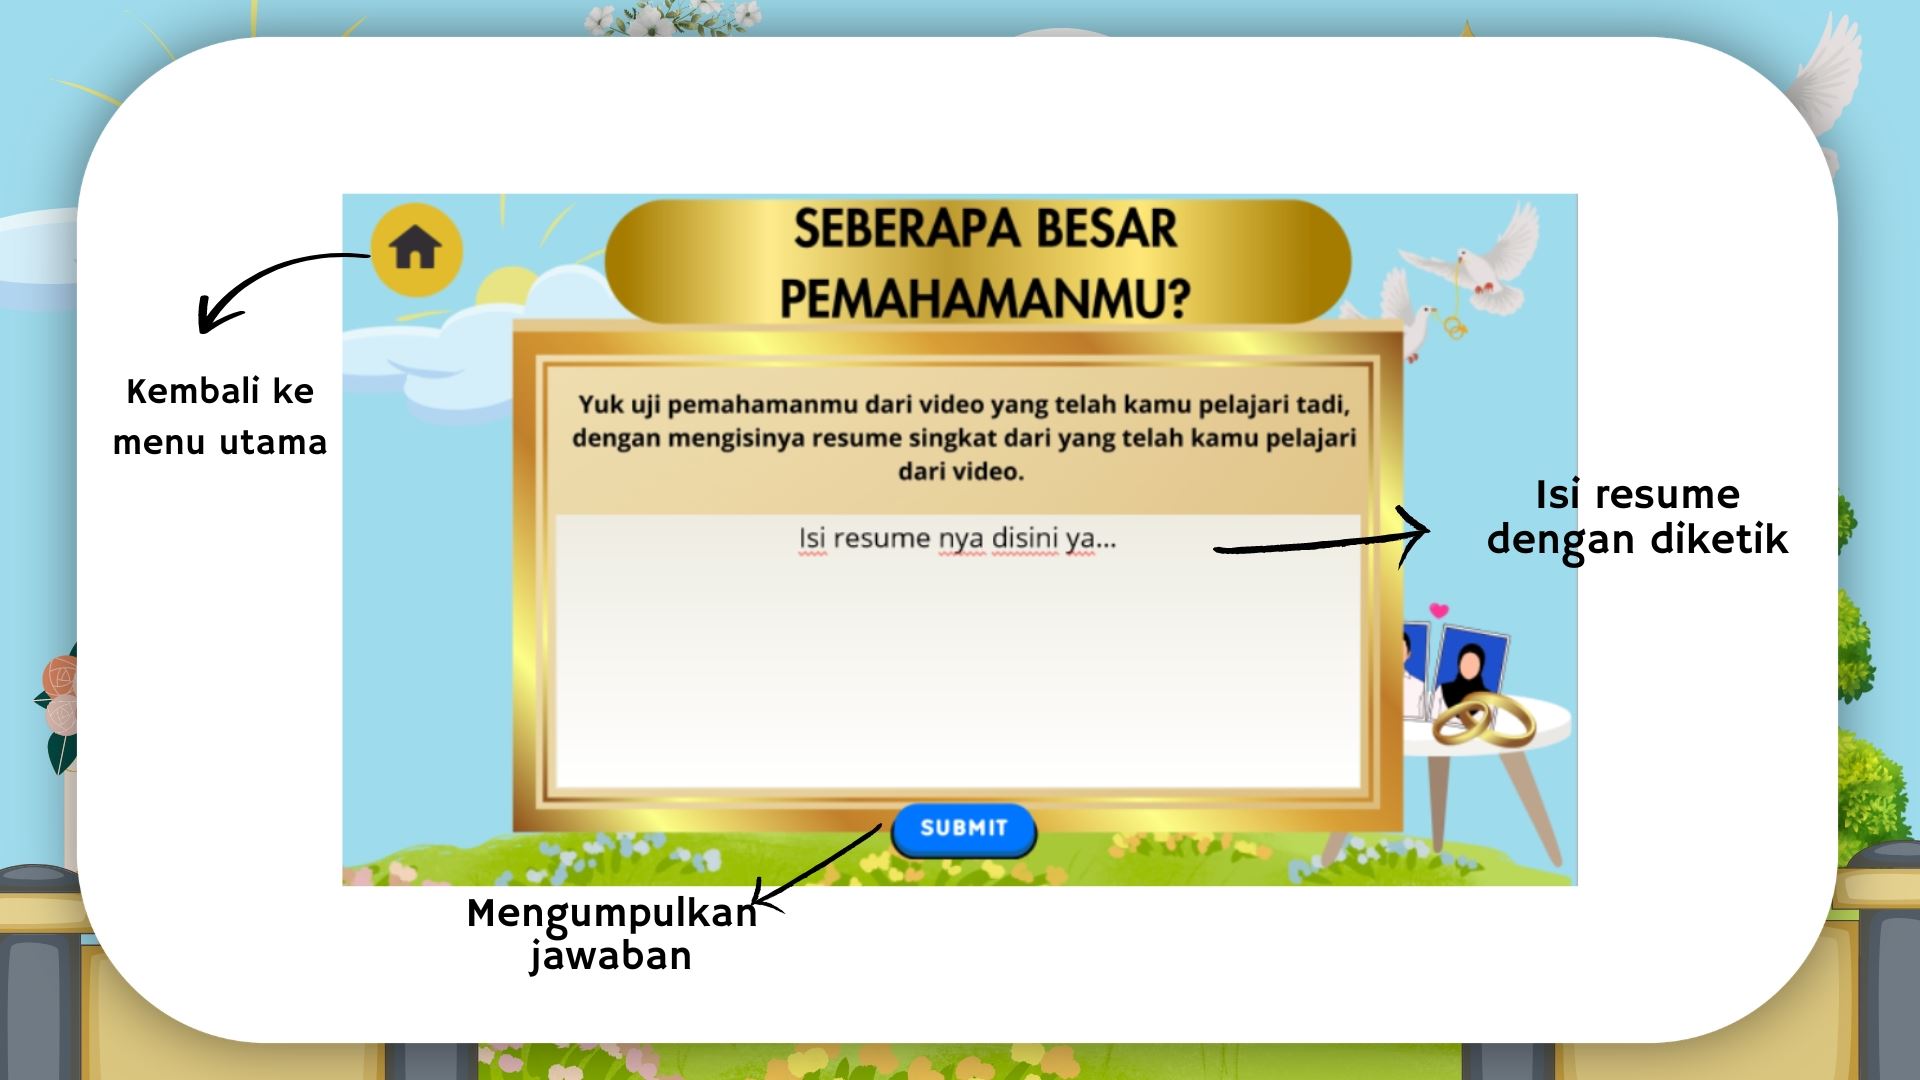 SEBERAPA BESAR
PEMAHAMANMU?
Kembali ke
menu utama
Yuk uji pemahamanmu dari video yang telah kamu pelajari tadi,
dengan mengisinya resume singkat dari yang telah kamu pelajari
dari video.
Isi resume nya disini ya...
Isi resume
dengan diketik
SUBMIT
Mengumpulkan
jawaban